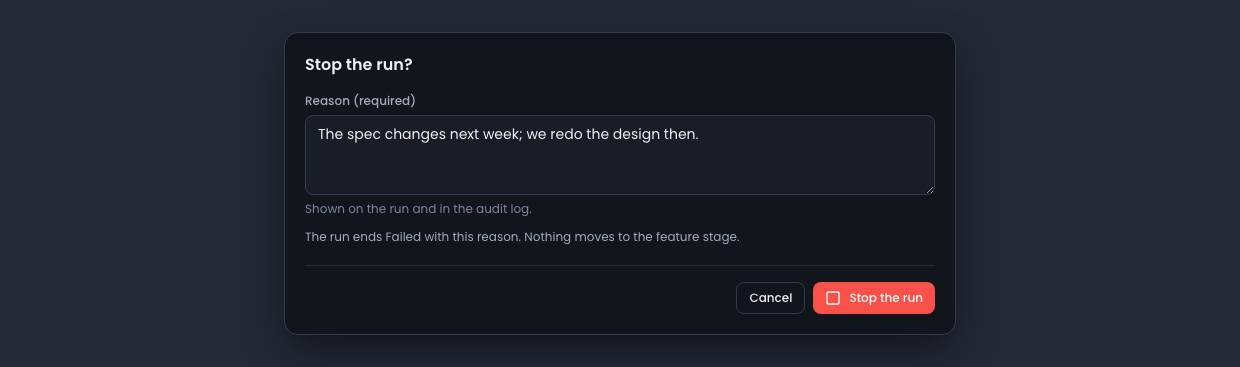 Stop the run?
Reason (required)
The spec changes next week; we redo the design then.
Shown on the run and in the audit log.
The run ends Failed with this reason. Nothing moves to the feature stage.
Cancel
Stop the run